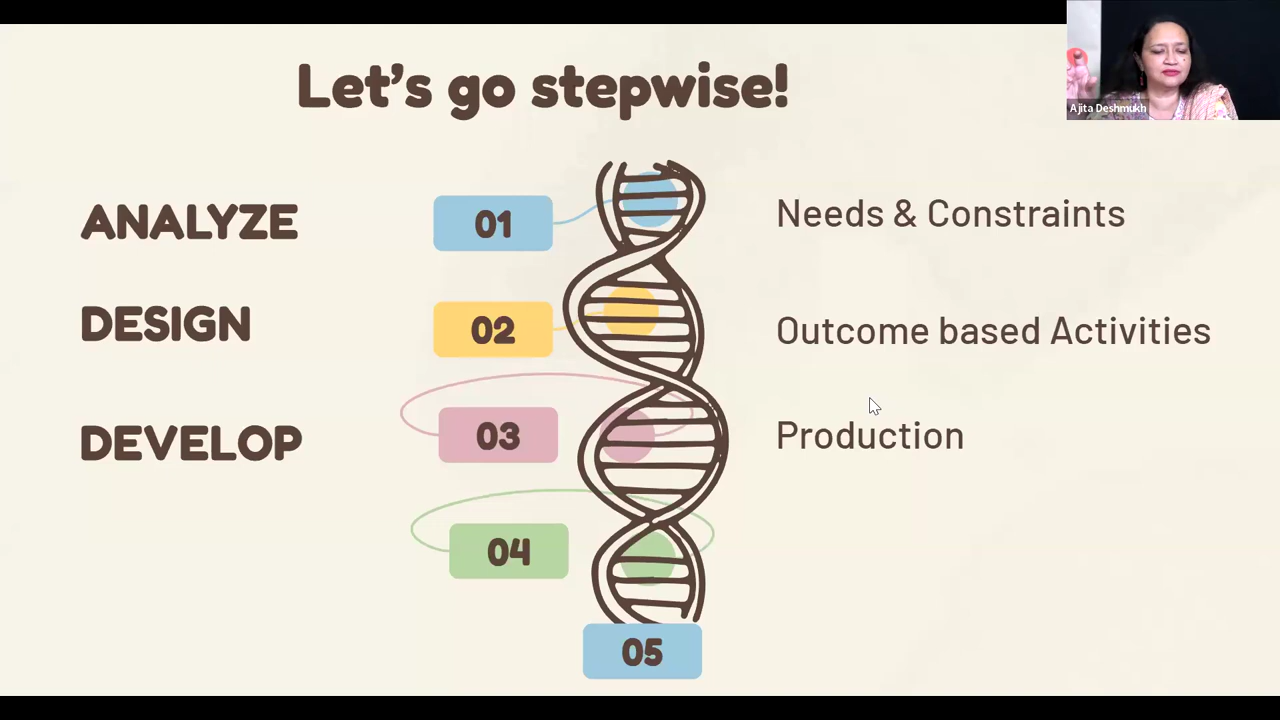 Let's go stepwise!
Ajita Deshmukh
ANALYZE
01
Needs & Constraints
DESIGN
02
Outcome based Activities
DEVELOP
03
Production
04
05